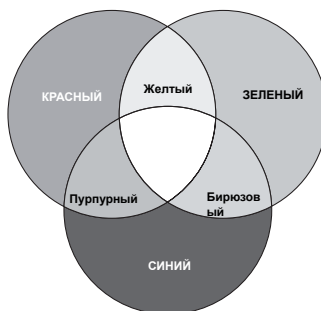 Желтый
КРАСНЫЙ
ЗЕЛЕНЫЙ
Пурпурный
Бирюзов
ый
СИНИЙ